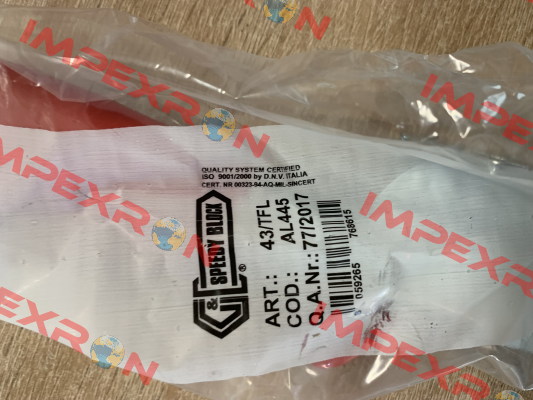 IMPEXRON
QUALITY SYSTEM CERTIFIED
ISO 9001/2000 by D.N.V. ITALIA
CERT. NR 00323-94-AQ-MIL-SINCERT
G&L
SPEEDY BLOCK
®
ART.: 43/TFL
COD.: AL445
Q.A.Nr.: 77/2017
059265 768615
IMPEXRON
IMPEXRON
IMPEXRON
IMPEXRON
IMPEXRON